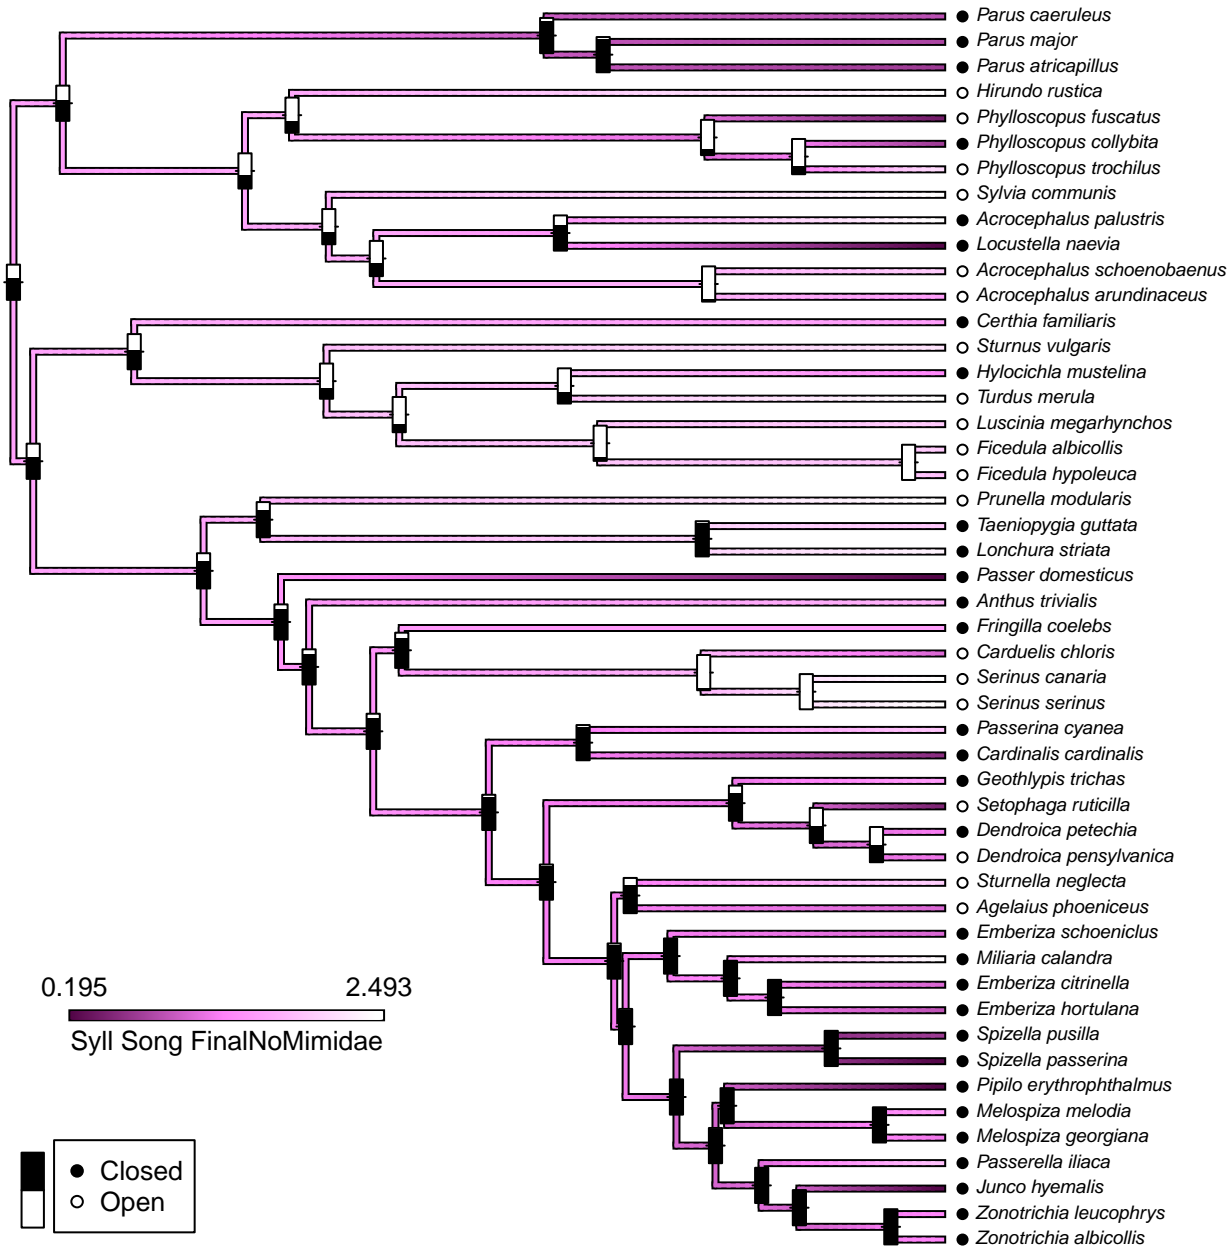 Parus caeruleus
Parus major
Parus atricapillus
Hirundo rustica
Phylloscopus fuscatus
Phylloscopus collybita
Phylloscopus trochilus
Sylvia communis
Acrocephalus palustris
Locustella naevia
Acrocephalus schoenobaenus
Acrocephalus arundinaceus
Certhia familiaris
Sturnus vulgaris
Hylocichla mustelina
Turdus merula
Luscinia megarhynchos
Ficedula albicollis
Ficedula hypoleuca
Prunella modularis
Taeniopygia guttata
Lonchura striata
Passer domesticus
Anthus trivialis
Fringilla coelebs
Carduelis chloris
Serinus canaria
Serinus serinus
Passerina cyanea
Cardinalis cardinalis
Geothlypis trichas
Setophaga ruticilla
Dendroica petechia
Dendroica pensylvanica
Sturnella neglecta
Agelaius phoeniceus
Emberiza schoeniclus
Miliaria calandra
Emberiza citrinella
Emberiza hortulana
Spizella pusilla
Spizella passerina
Pipilo erythrophthalmus
Melospiza melodia
Melospiza georgiana
Passerella iliaca
Junco hyemalis
Zonotrichia leucophrys
Zonotrichia albicollis
0.195 2.493
Syll Song FinalNoMimidae
Closed
Open